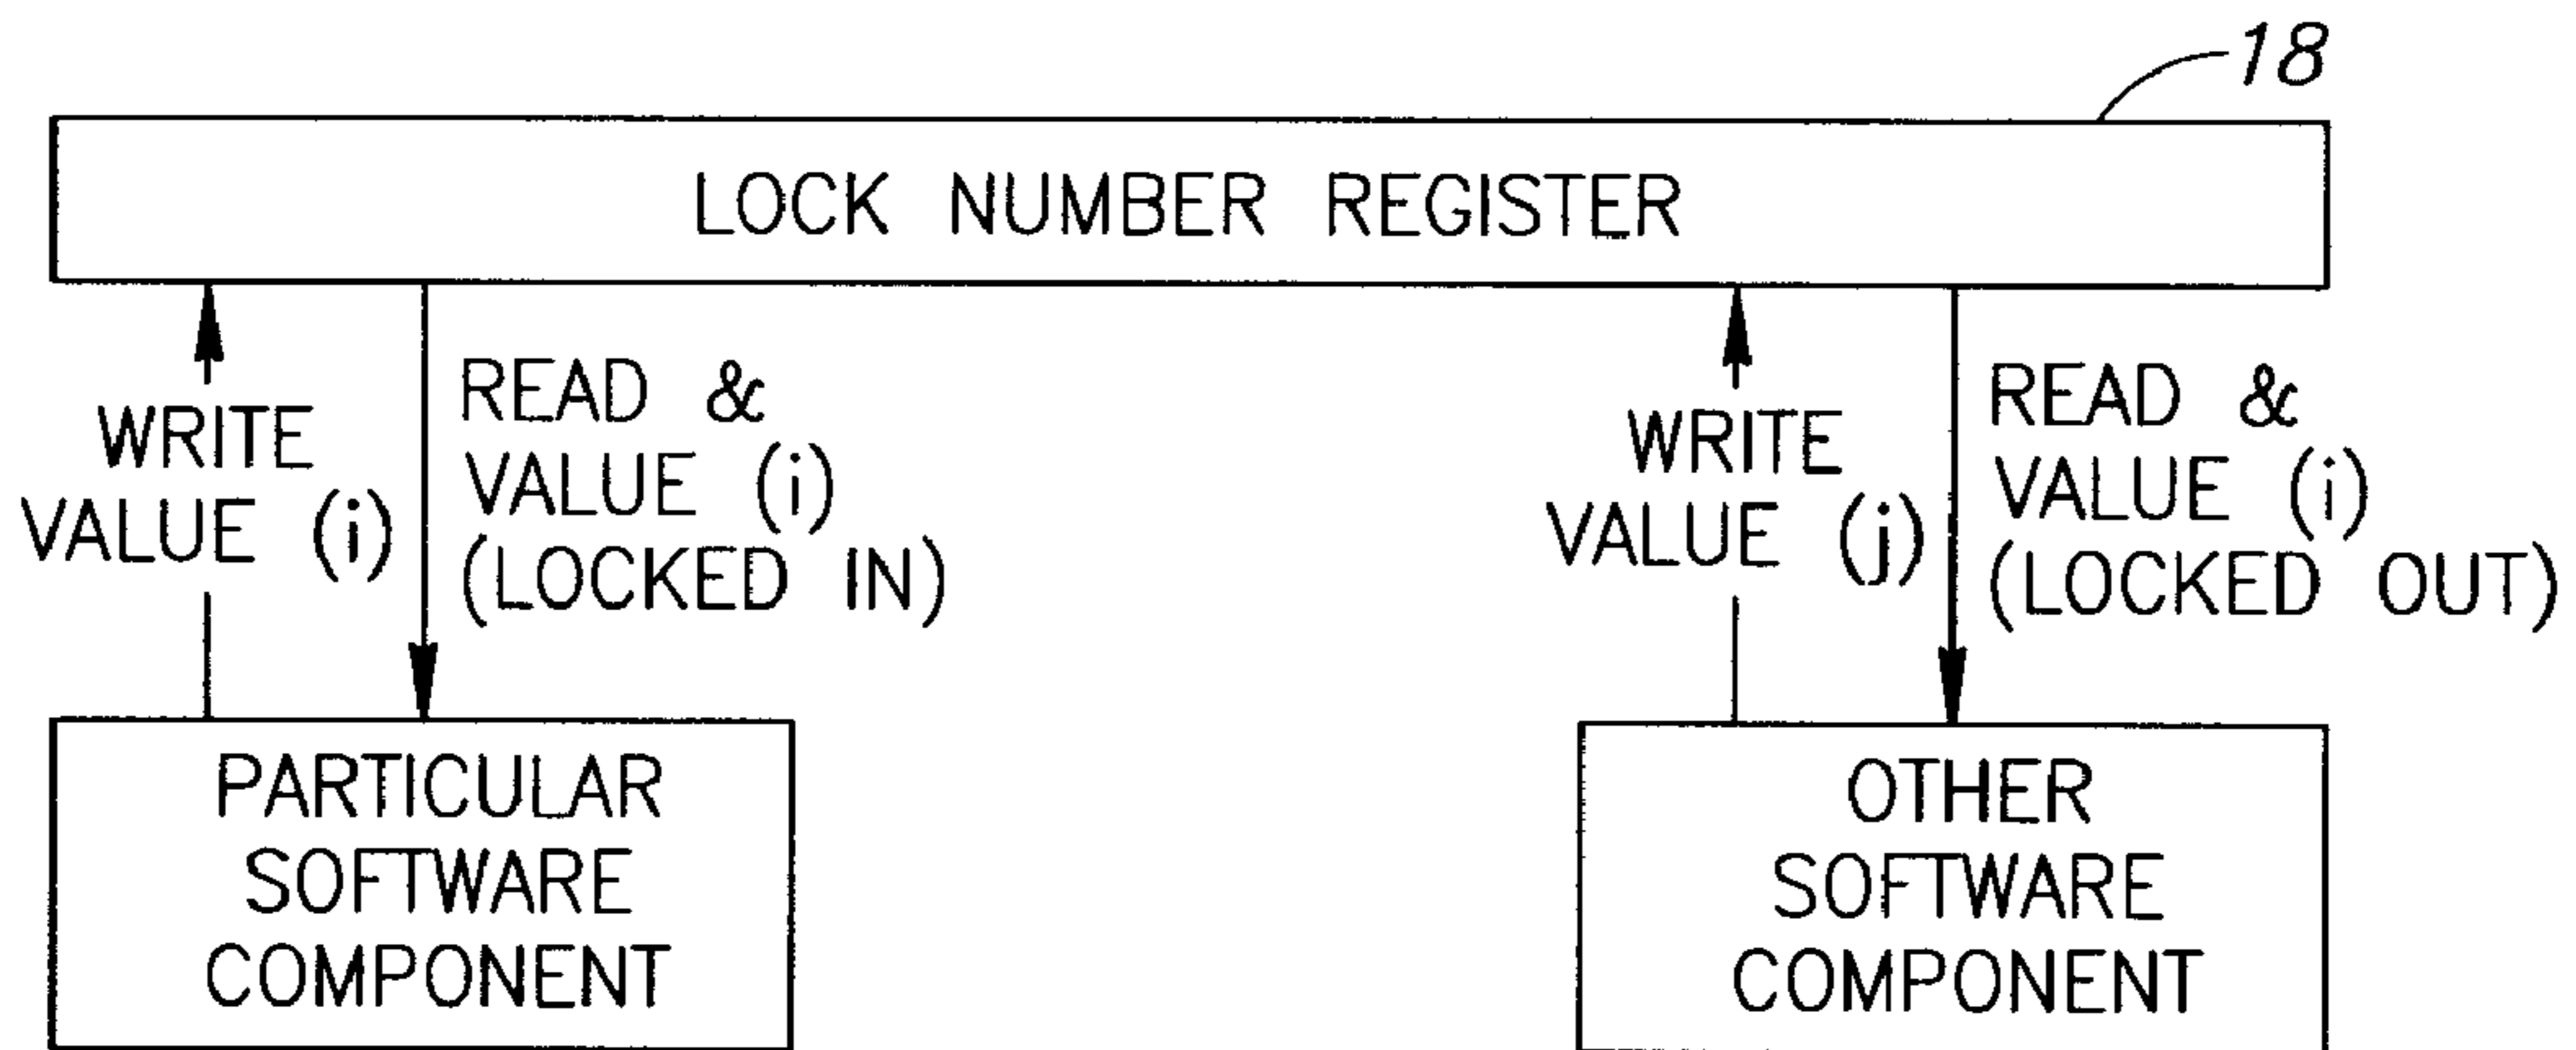 18
LOCK NUMBER REGISTER
WRITE
VALUE (i)
READ &
VALUE (i)
(LOCKED IN)
WRITE
VALUE (j)
READ &
VALUE (i)
(LOCKED OUT)
PARTICULAR
SOFTWARE
COMPONENT
OTHER
SOFTWARE
COMPONENT